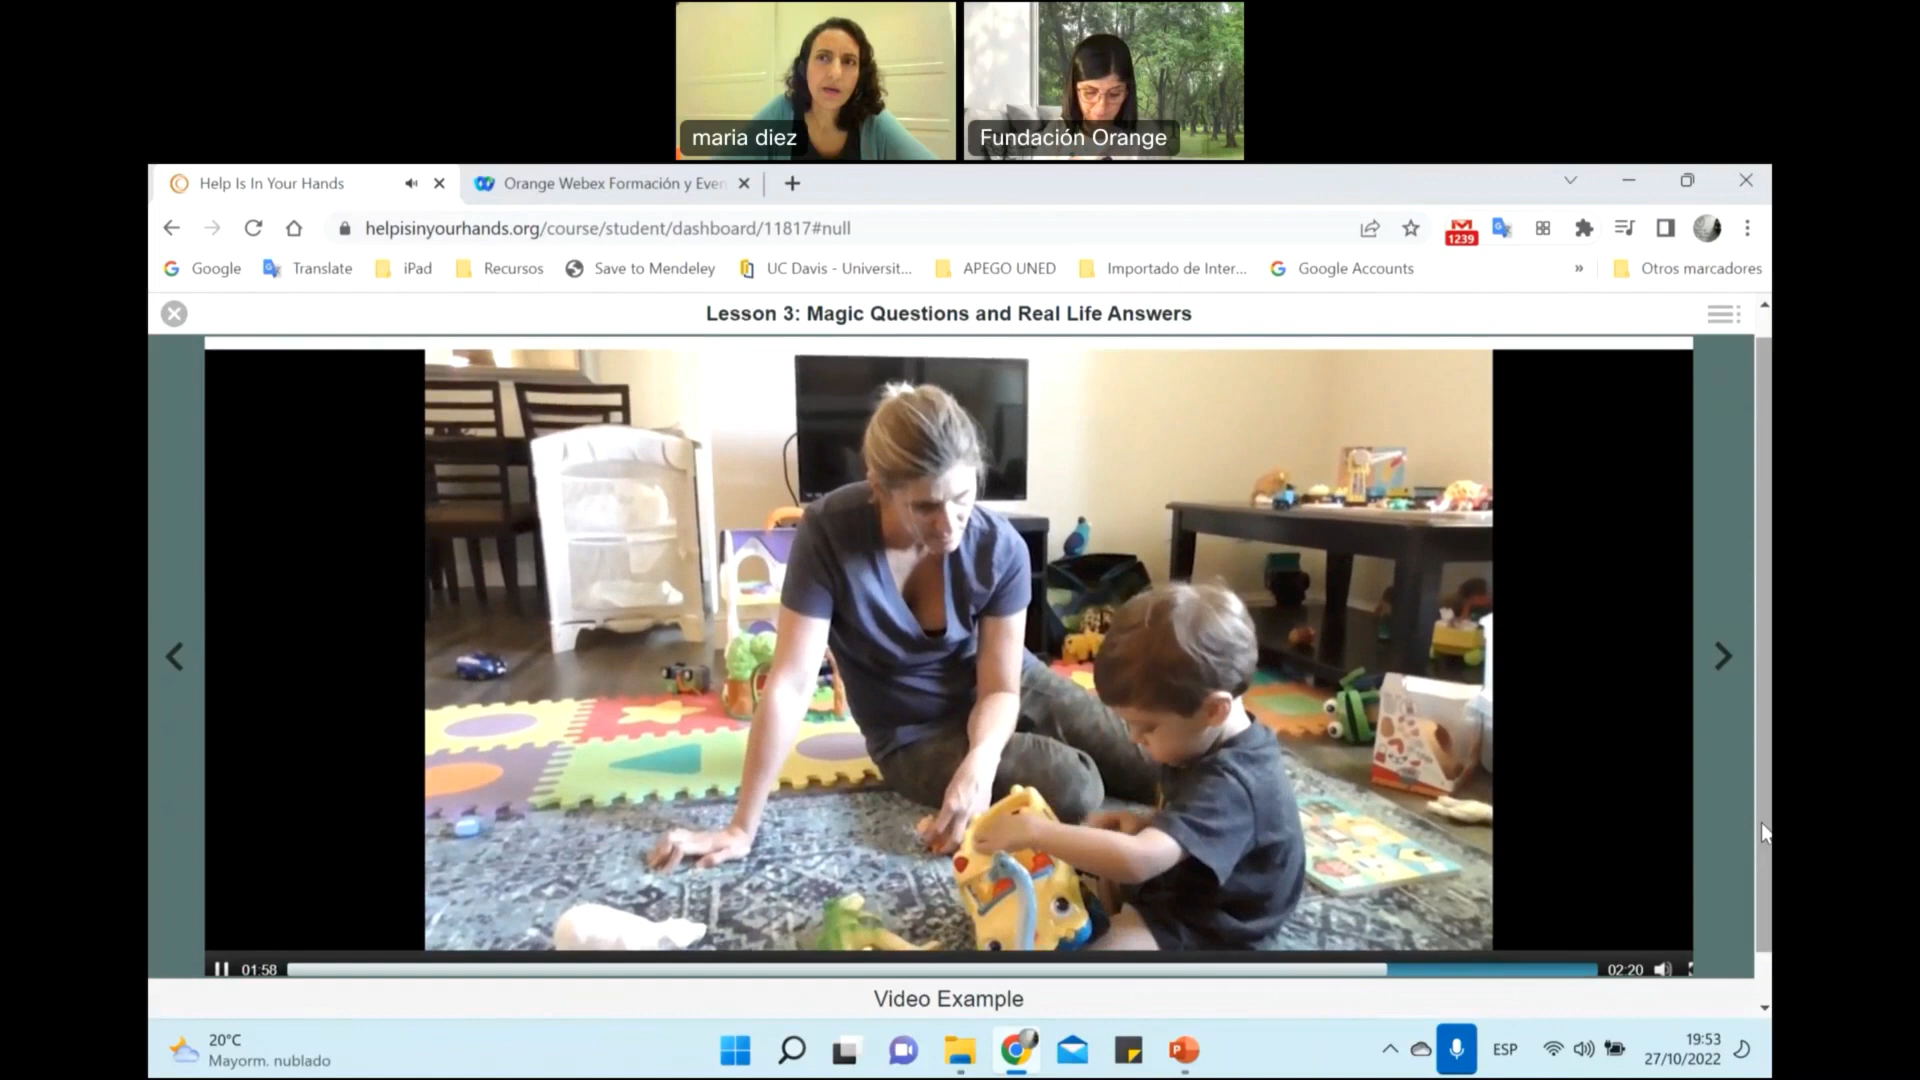 maria diez
Fundación Orange
Help Is In Your Hands
Orange Webex Formación y Even
helpisinyourhands.org/course/student/dashboard/11817#null
1239
Google
Translate
iPad
Recursos
Save to Mendeley
UC Davis - Universit...
APEGO UNED
Importado de Inter...
Google Accounts
»
Otros marcadores
Lesson 3: Magic Questions and Real Life Answers
01:58
02:20
Video Example
20°C
Mayorm. nublado
ESP
19:53
27/10/2022